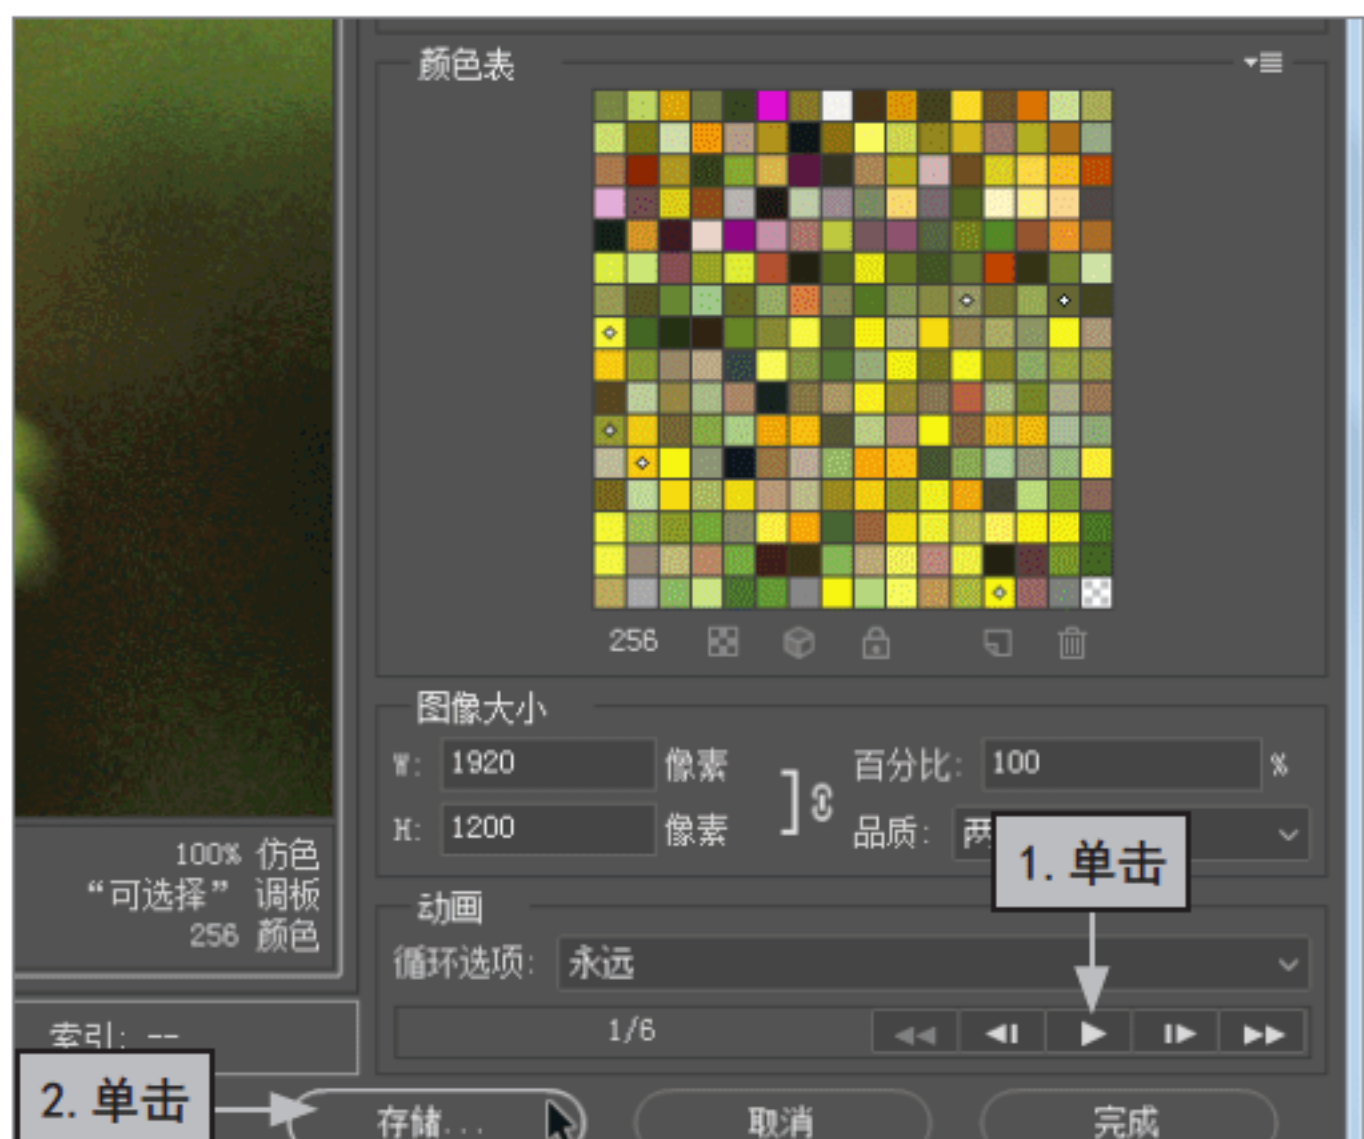 颜色表
256
图像大小
W: 1920 像素 百分比: 100 %
H: 1200 像素 品质: 两
1. 单击
100% 仿色
“可选择” 调板
256 颜色
动画
循环选项: 永远
1/6
索引: --
2. 单击
存储... 取消 完成